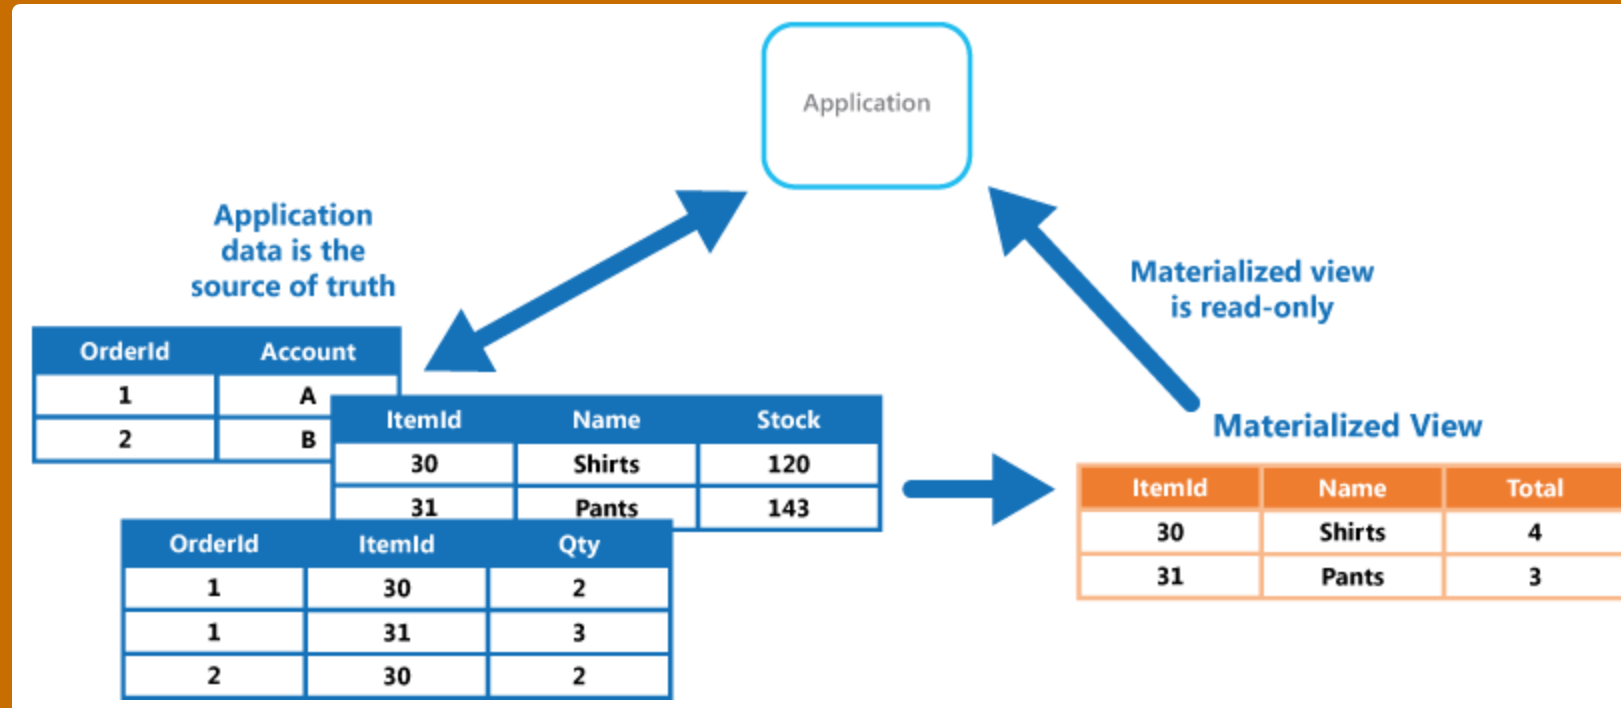 Application
Application
data is the
source of truth
Materialized view
is read-only
OrderId Account
1 A
2 B
ItemId Name Stock
30 Shirts 120
31 Pants 143
OrderId ItemId Qty
1 30 2
1 31 3
2 30 2
Materialized View
ItemId Name Total
30 Shirts 4
31 Pants 3